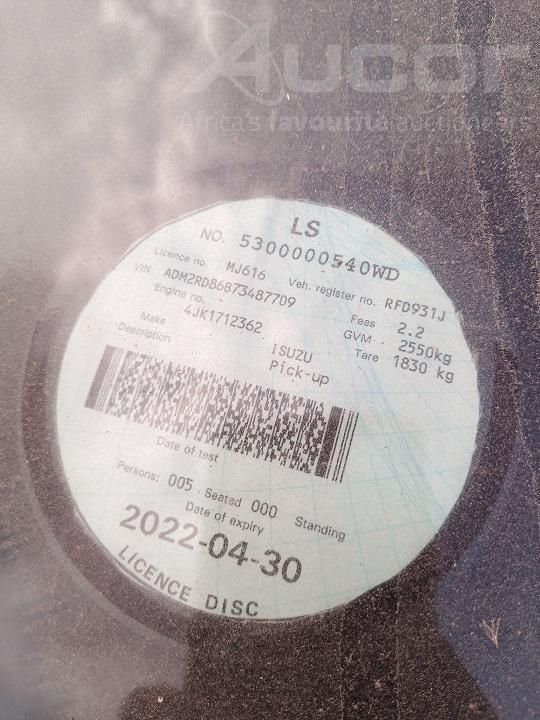 Aucor
Africa's favourite auctioneers
LS
NO. 5300000540WD
Licence no. MJ616 Veh. register no. RFD931J
VIN ADM2RD86B73487709 Fees 2.2
Engine no. 4JK1712362 GVM 2550kg
Make ISUZU Tare 1830 kg
Description Pick-up
Date of test
Persons: 005 Seated 000 Standing
Date of expiry
2022-04-30
LICENCE DISC